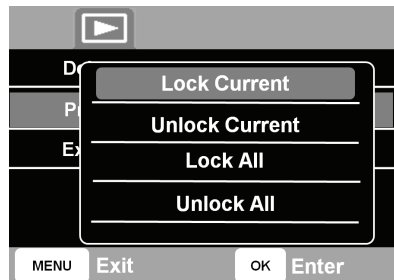 Lock Current
Unlock Current
Lock All
Unlock All
MENU Exit OK Enter